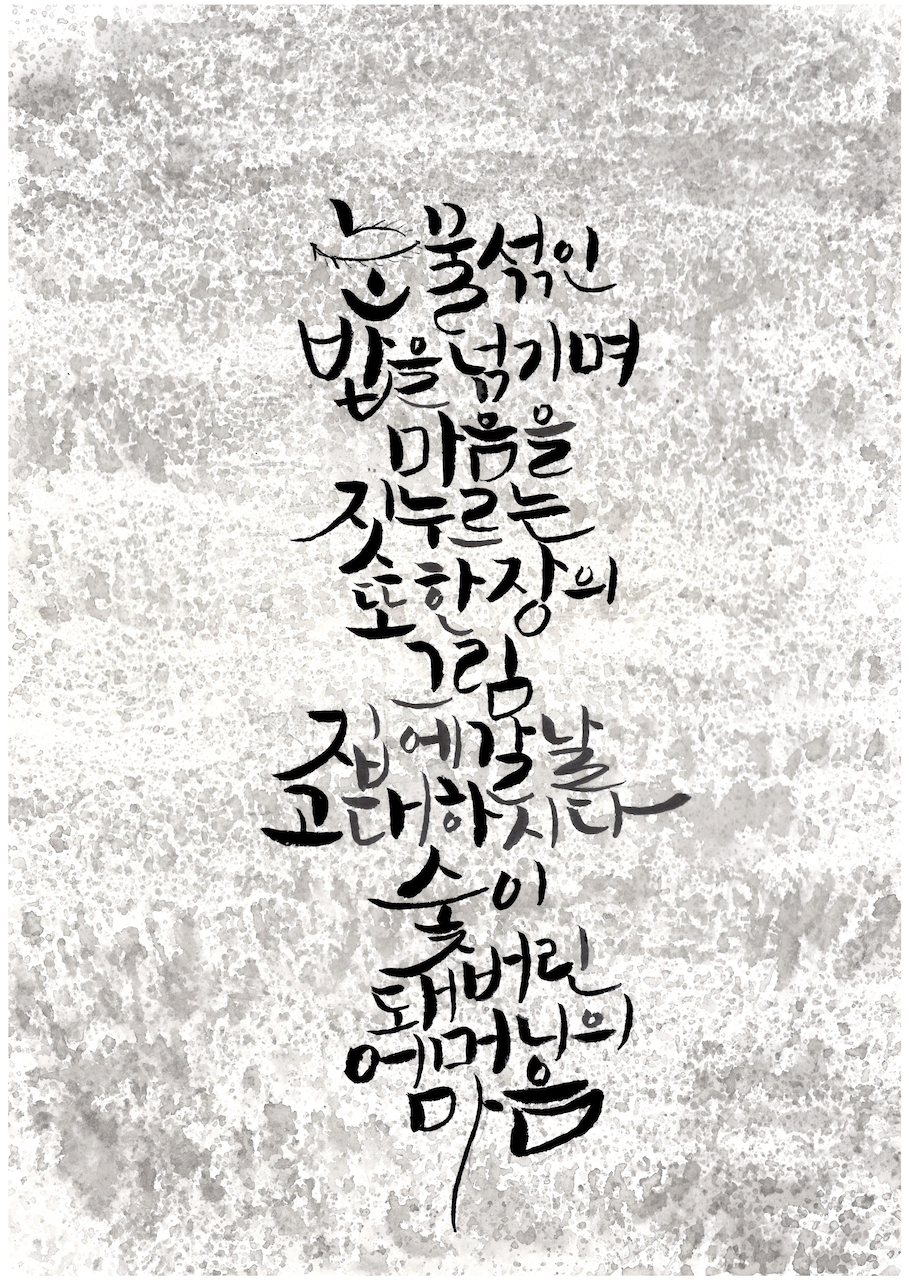 눈물섞인
밥을 넘기며
마음을
짓누르는
또 한 장의
그림
집에 갈 날
고대하시다
숯이
돼버린
에머닝의
마음